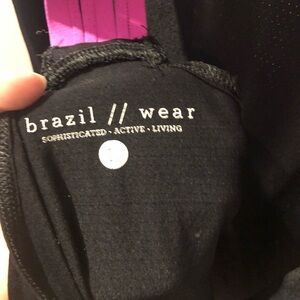 brazil // wear
SOPHISTICATED · ACTIVE · LIVING